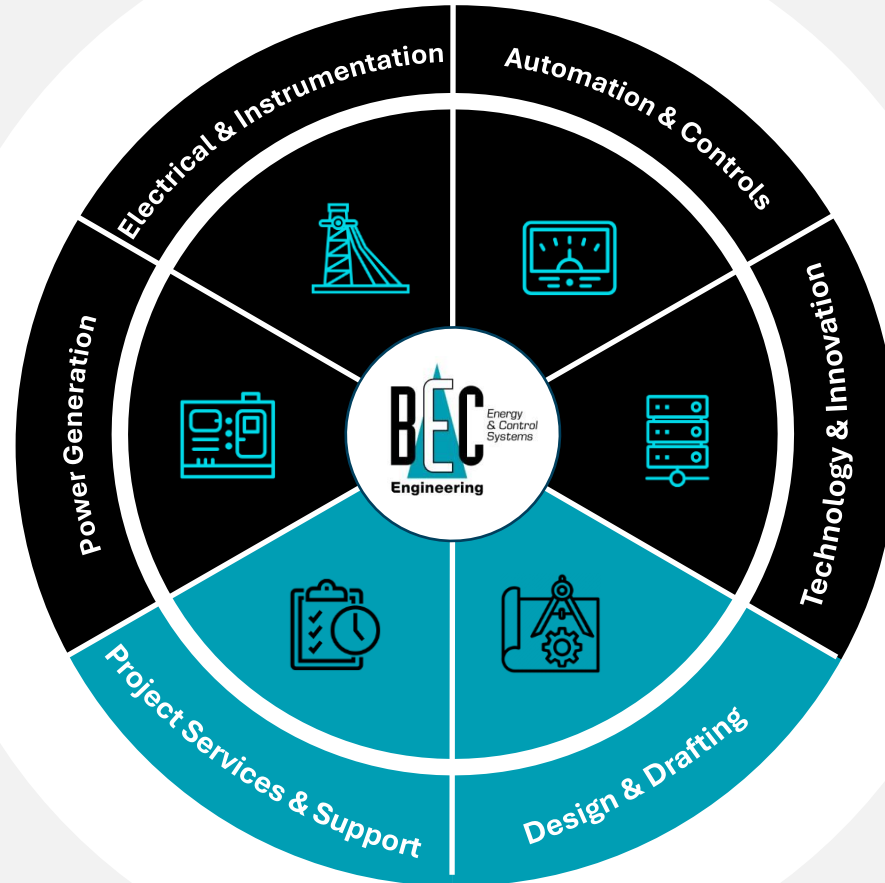 Electrical & Instrumentation
Automation & Controls
Technology & Innovation
Design & Drafting
Project Services & Support
Power Generation
BEC
Energy
& Control
Systems
Engineering